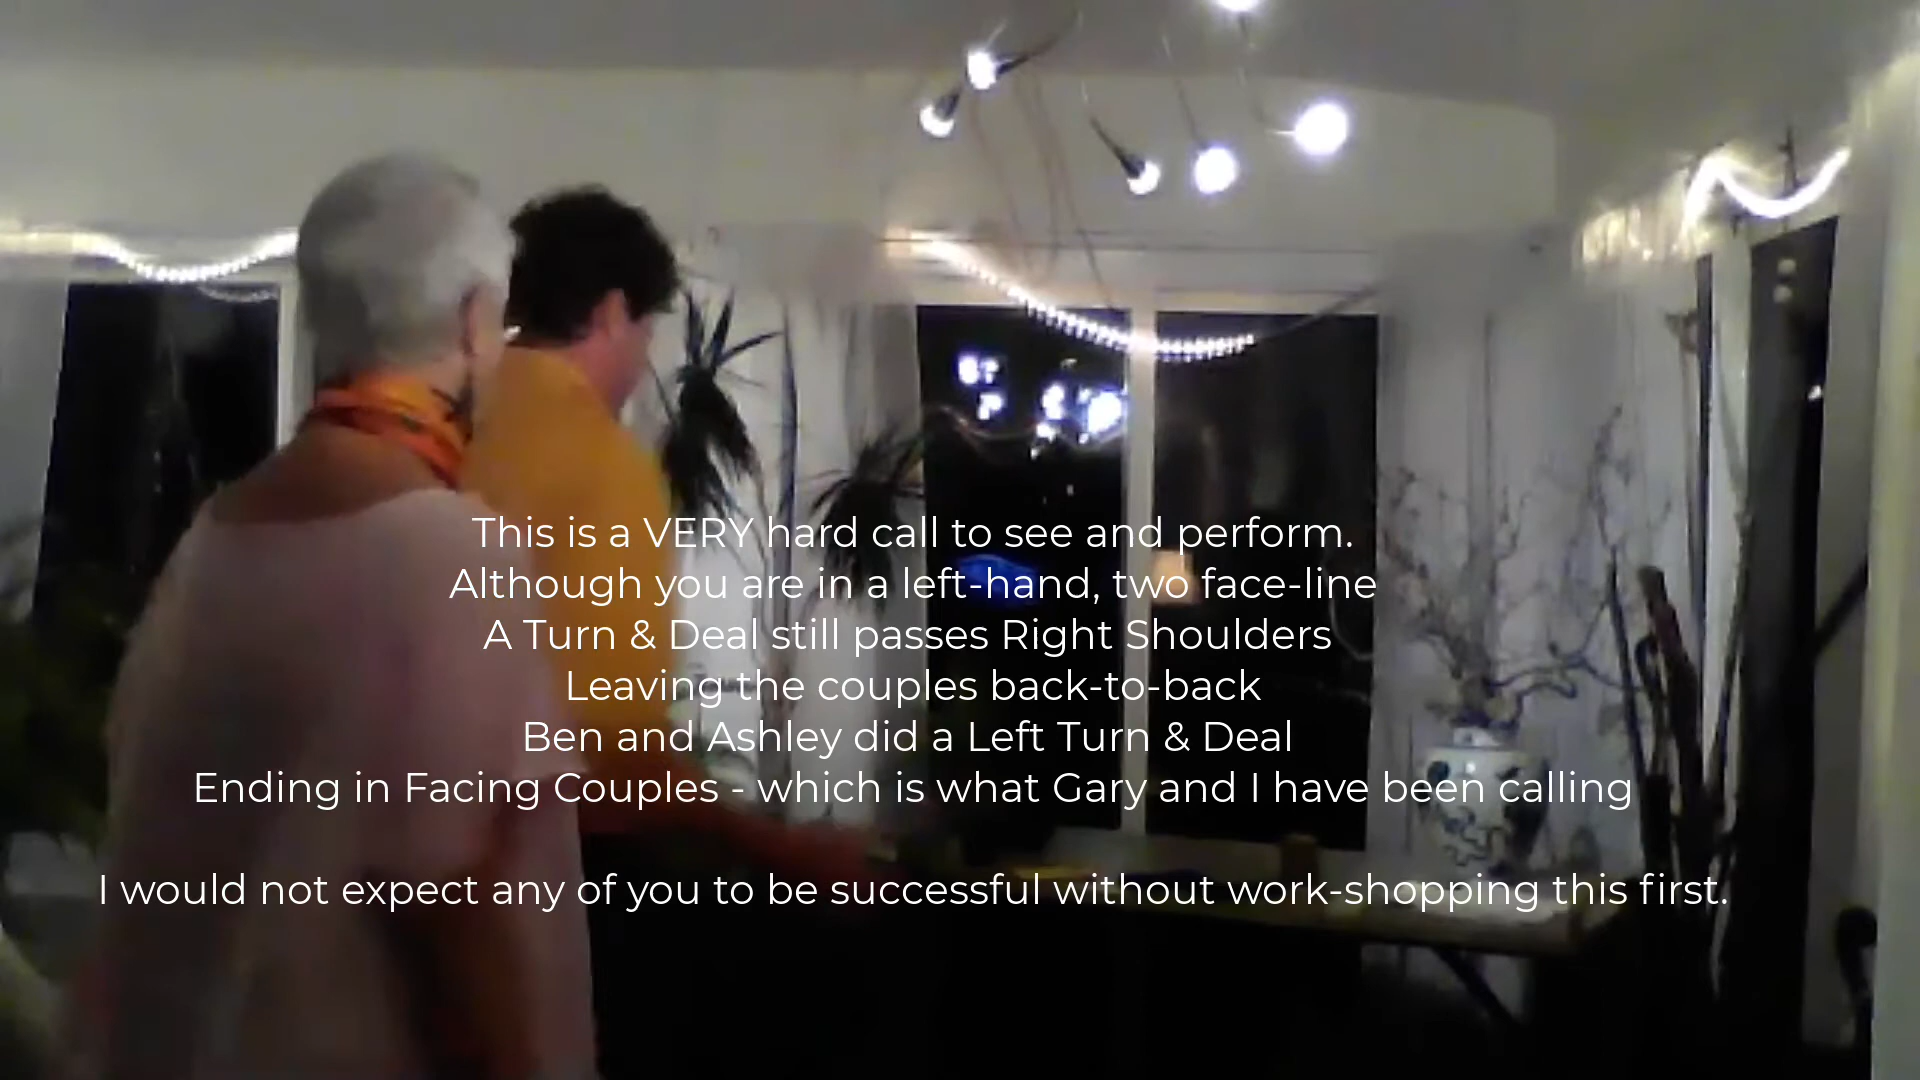 This is a VERY hard call to see and perform.
Although you are in a left-hand, two face-line
A Turn & Deal still passes Right Shoulders
Leaving the couples back-to-back
Ben and Ashley did a Left Turn & Deal
Ending in Facing Couples - which is what Gary and I have been calling
I would not expect any of you to be successful without work-shopping this first.